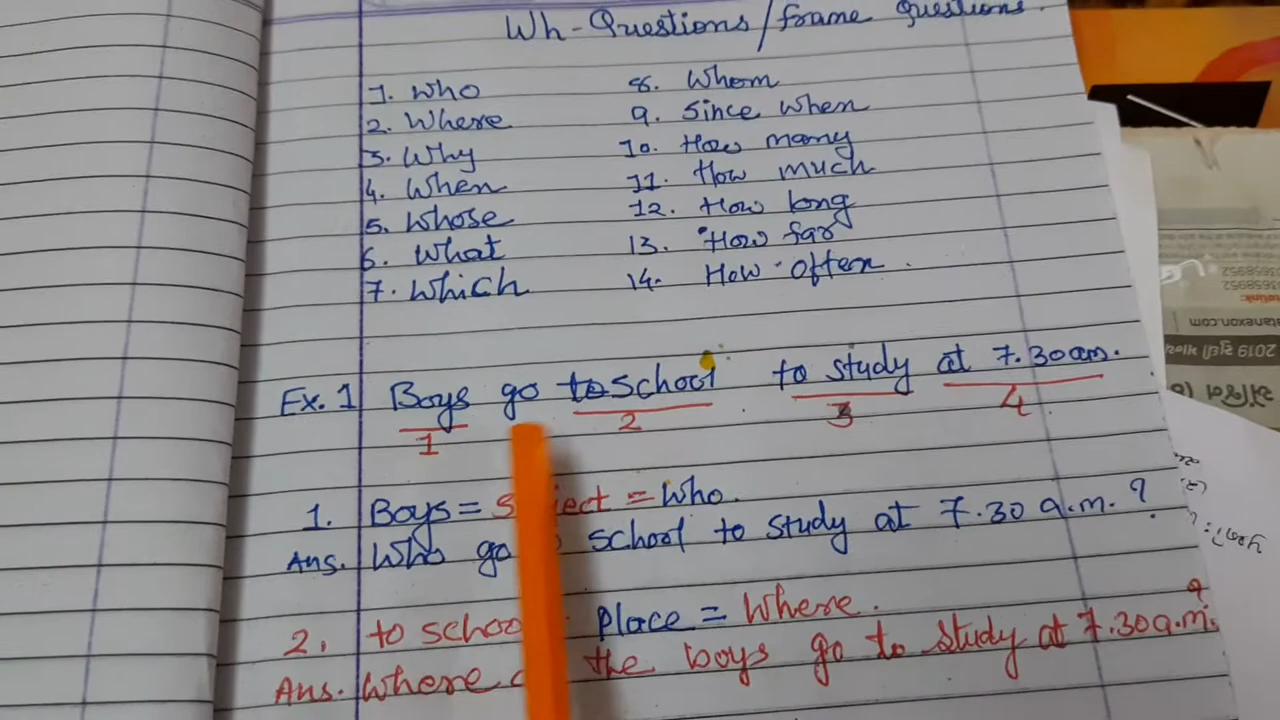 Wh-Questions/frame Questions.
1. Who
2. Where
3. Why
4. When
5. Whose
6. What
7. Which
8. Whom
9. Since when
10. How many
11. How much
12. How long
13. How far
14. How often.
Ex. 1 Boys go to school to study at 7.30am.
1 2 3 4
1. Boys = = Who.
Ans. Who go school to study at 7.30 a.m.?
2. to Place = Where.
Ans. Where the boys go to study at 7.30a.m.?
2019